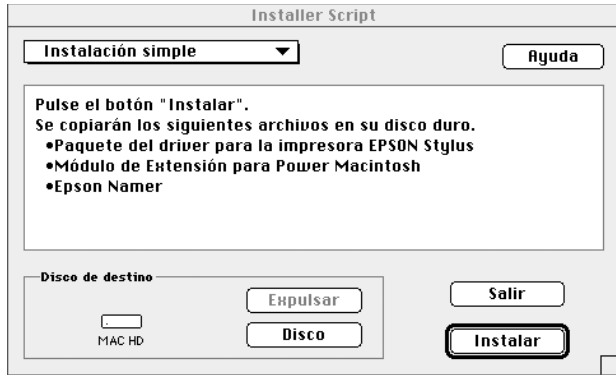 Installer Script
Instalación simple
Ayuda
Pulse el botón "Instalar".
Se copiarán los siguientes archivos en su disco duro.
•Paquete del driver para la impresora EPSON Stylus
•Módulo de Extensión para Power Macintosh
•Epson Namer
Disco de destino
Expulsar
Salir
MAC HD
Disco
Instalar